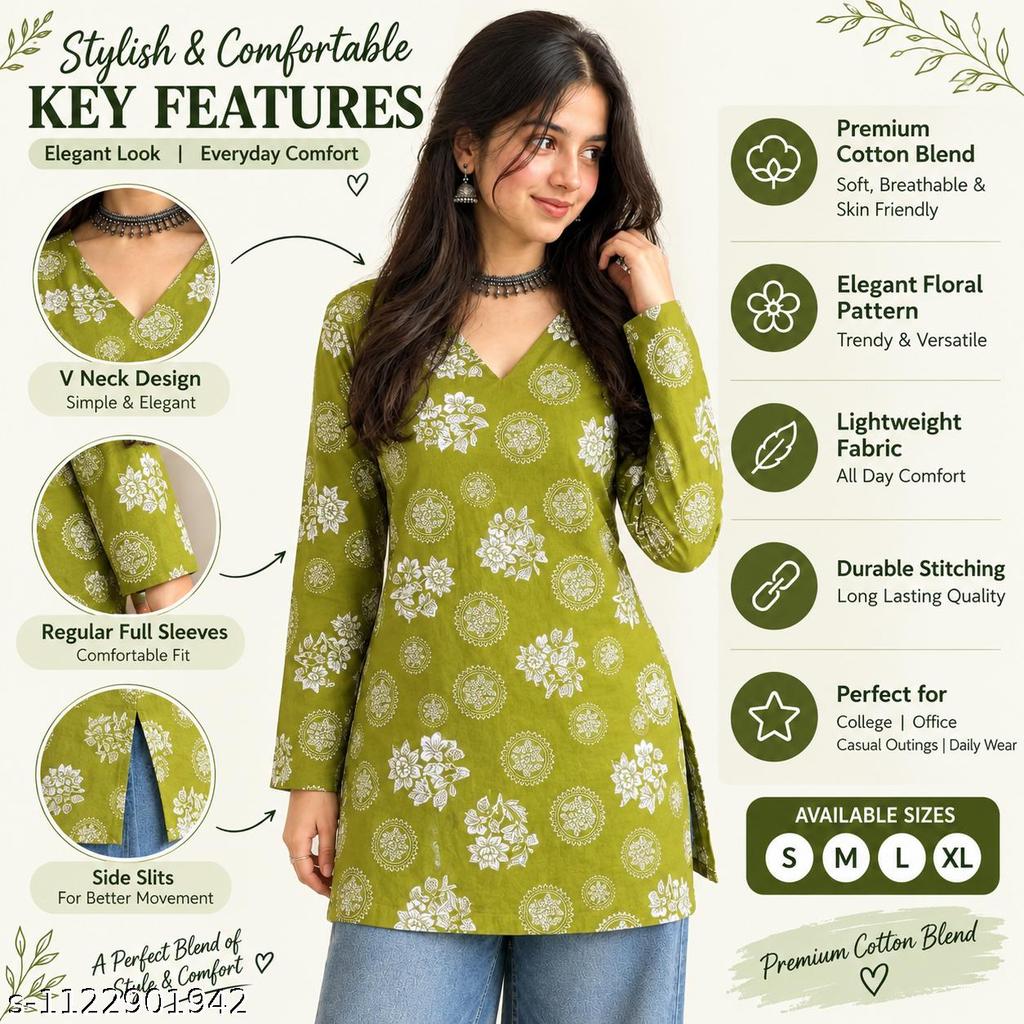 Stylish & Comfortable
KEY FEATURES
Elegant Look | Everyday Comfort
V Neck Design
Simple & Elegant
Regular Full Sleeves
Comfortable Fit
Side Slits
For Better Movement
A Perfect Blend of
Style & Comfort
s-1122901942
Premium
Cotton Blend
Soft, Breathable &
Skin Friendly
Elegant Floral
Pattern
Trendy & Versatile
Lightweight
Fabric
All Day Comfort
Durable Stitching
Long Lasting Quality
Perfect for
College | Office
Casual Outings | Daily Wear
AVAILABLE SIZES
S M L XL
Premium Cotton Blend